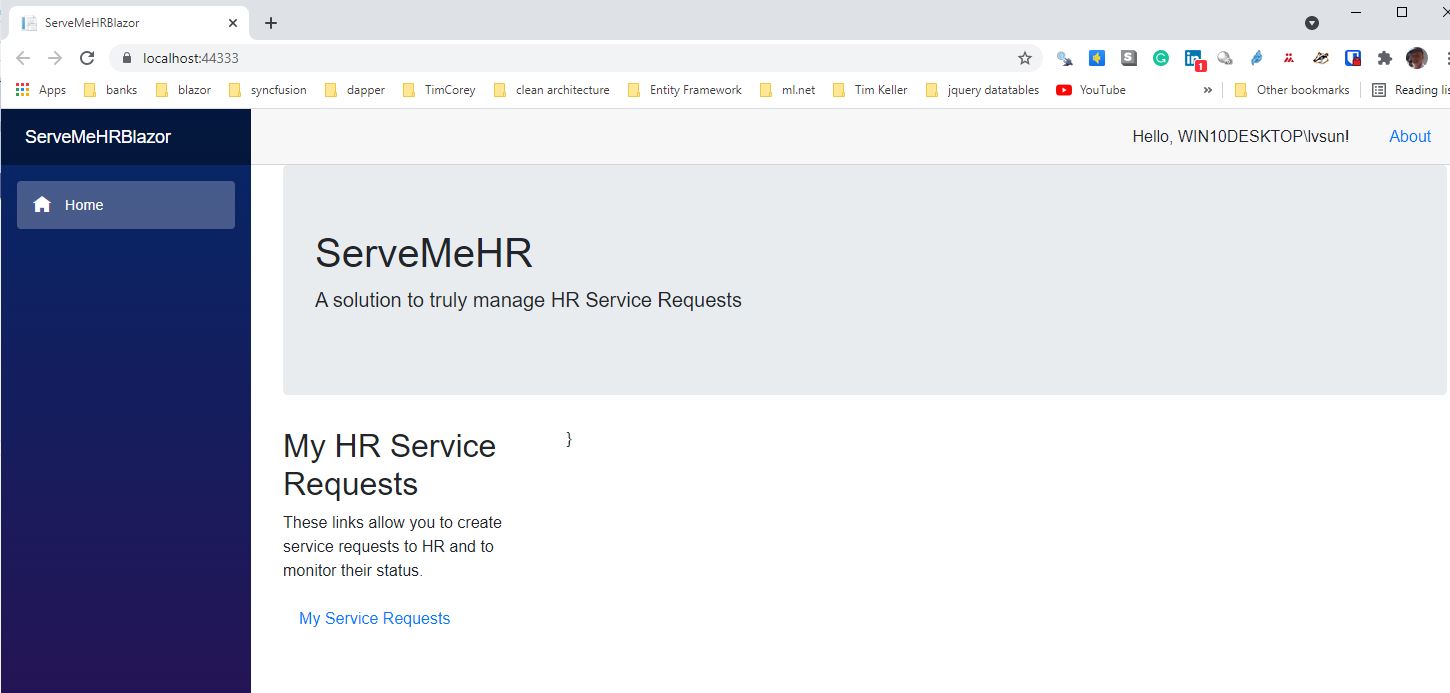 ServeMeHRBlazor
localhost:44333
S
G
in
1
Apps banks blazor syncfusion dapper TimCorey clean architecture Entity Framework ml.net Tim Keller jquery datatables YouTube » Other bookmarks Reading lis
ServeMeHRBlazor
Hello, WIN10DESKTOP\lvsun! About
Home
ServeMeHR
A solution to truly manage HR Service Requests
My HR Service
Requests
}
These links allow you to create
service requests to HR and to
monitor their status.
My Service Requests